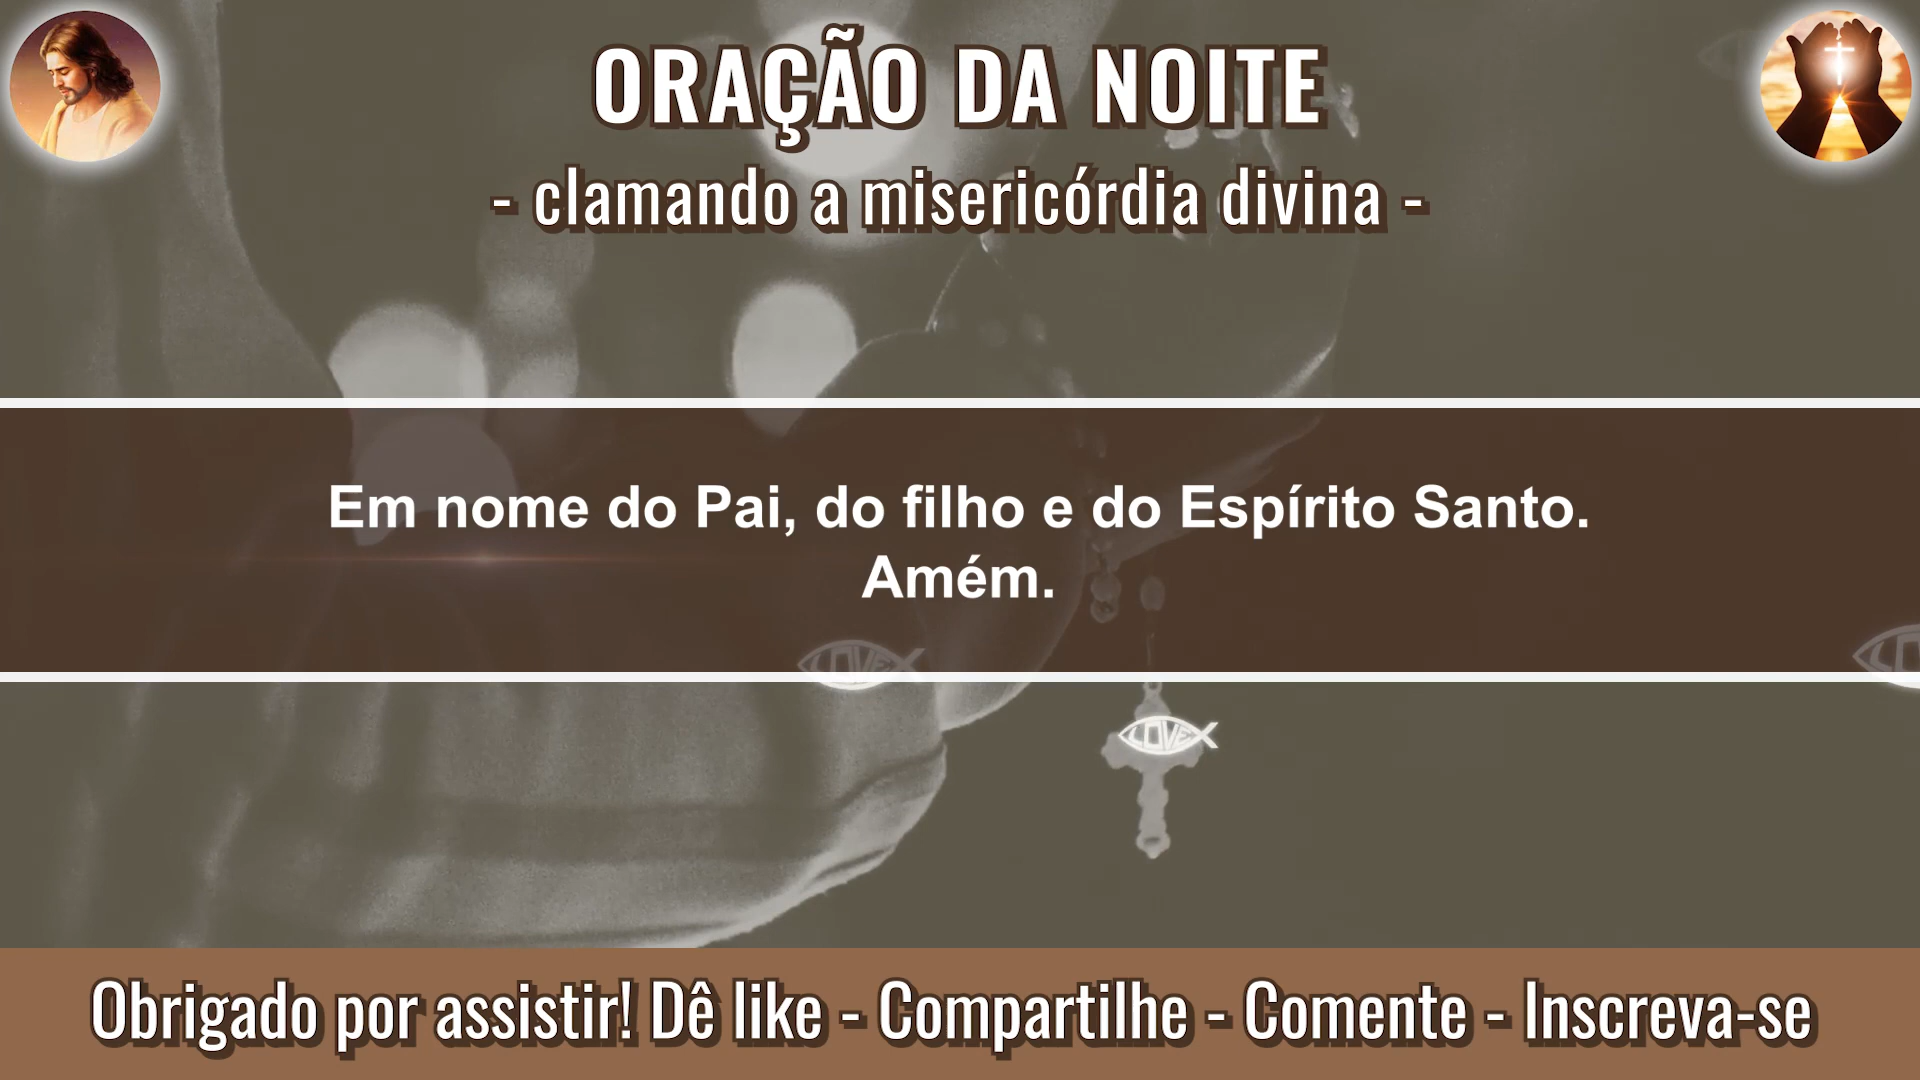 ORAÇÃO DA NOITE
- clamando a misericórdia divina -
Em nome do Pai, do filho e do Espírito Santo.
Amém.
LOVE
LOVE
Obrigado por assistir! Dê like - Compartilhe - Comente - Inscreva-se